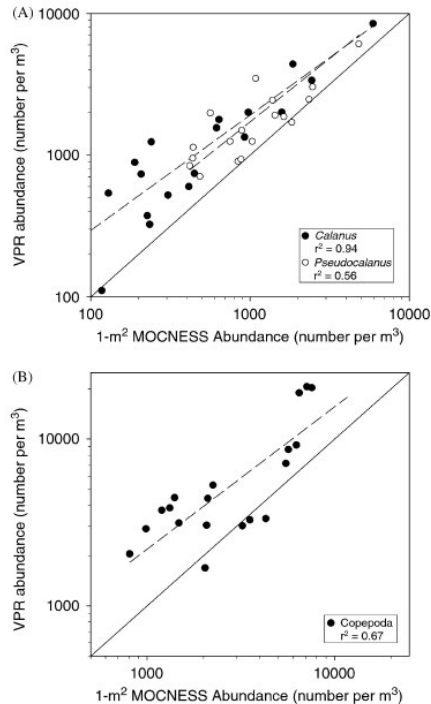 (A)
10000
1000
100
VPR abundance (number per m³)
Calanus
r² = 0.94
Pseudocalanus
r² = 0.56
100
1000
10000
1-m² MOCNESS Abundance (number per m³)
(B)
10000
1000
VPR abundance (number per m³)
Copepoda
r² = 0.67
1000
10000
1-m² MOCNESS Abundance (number per m³)